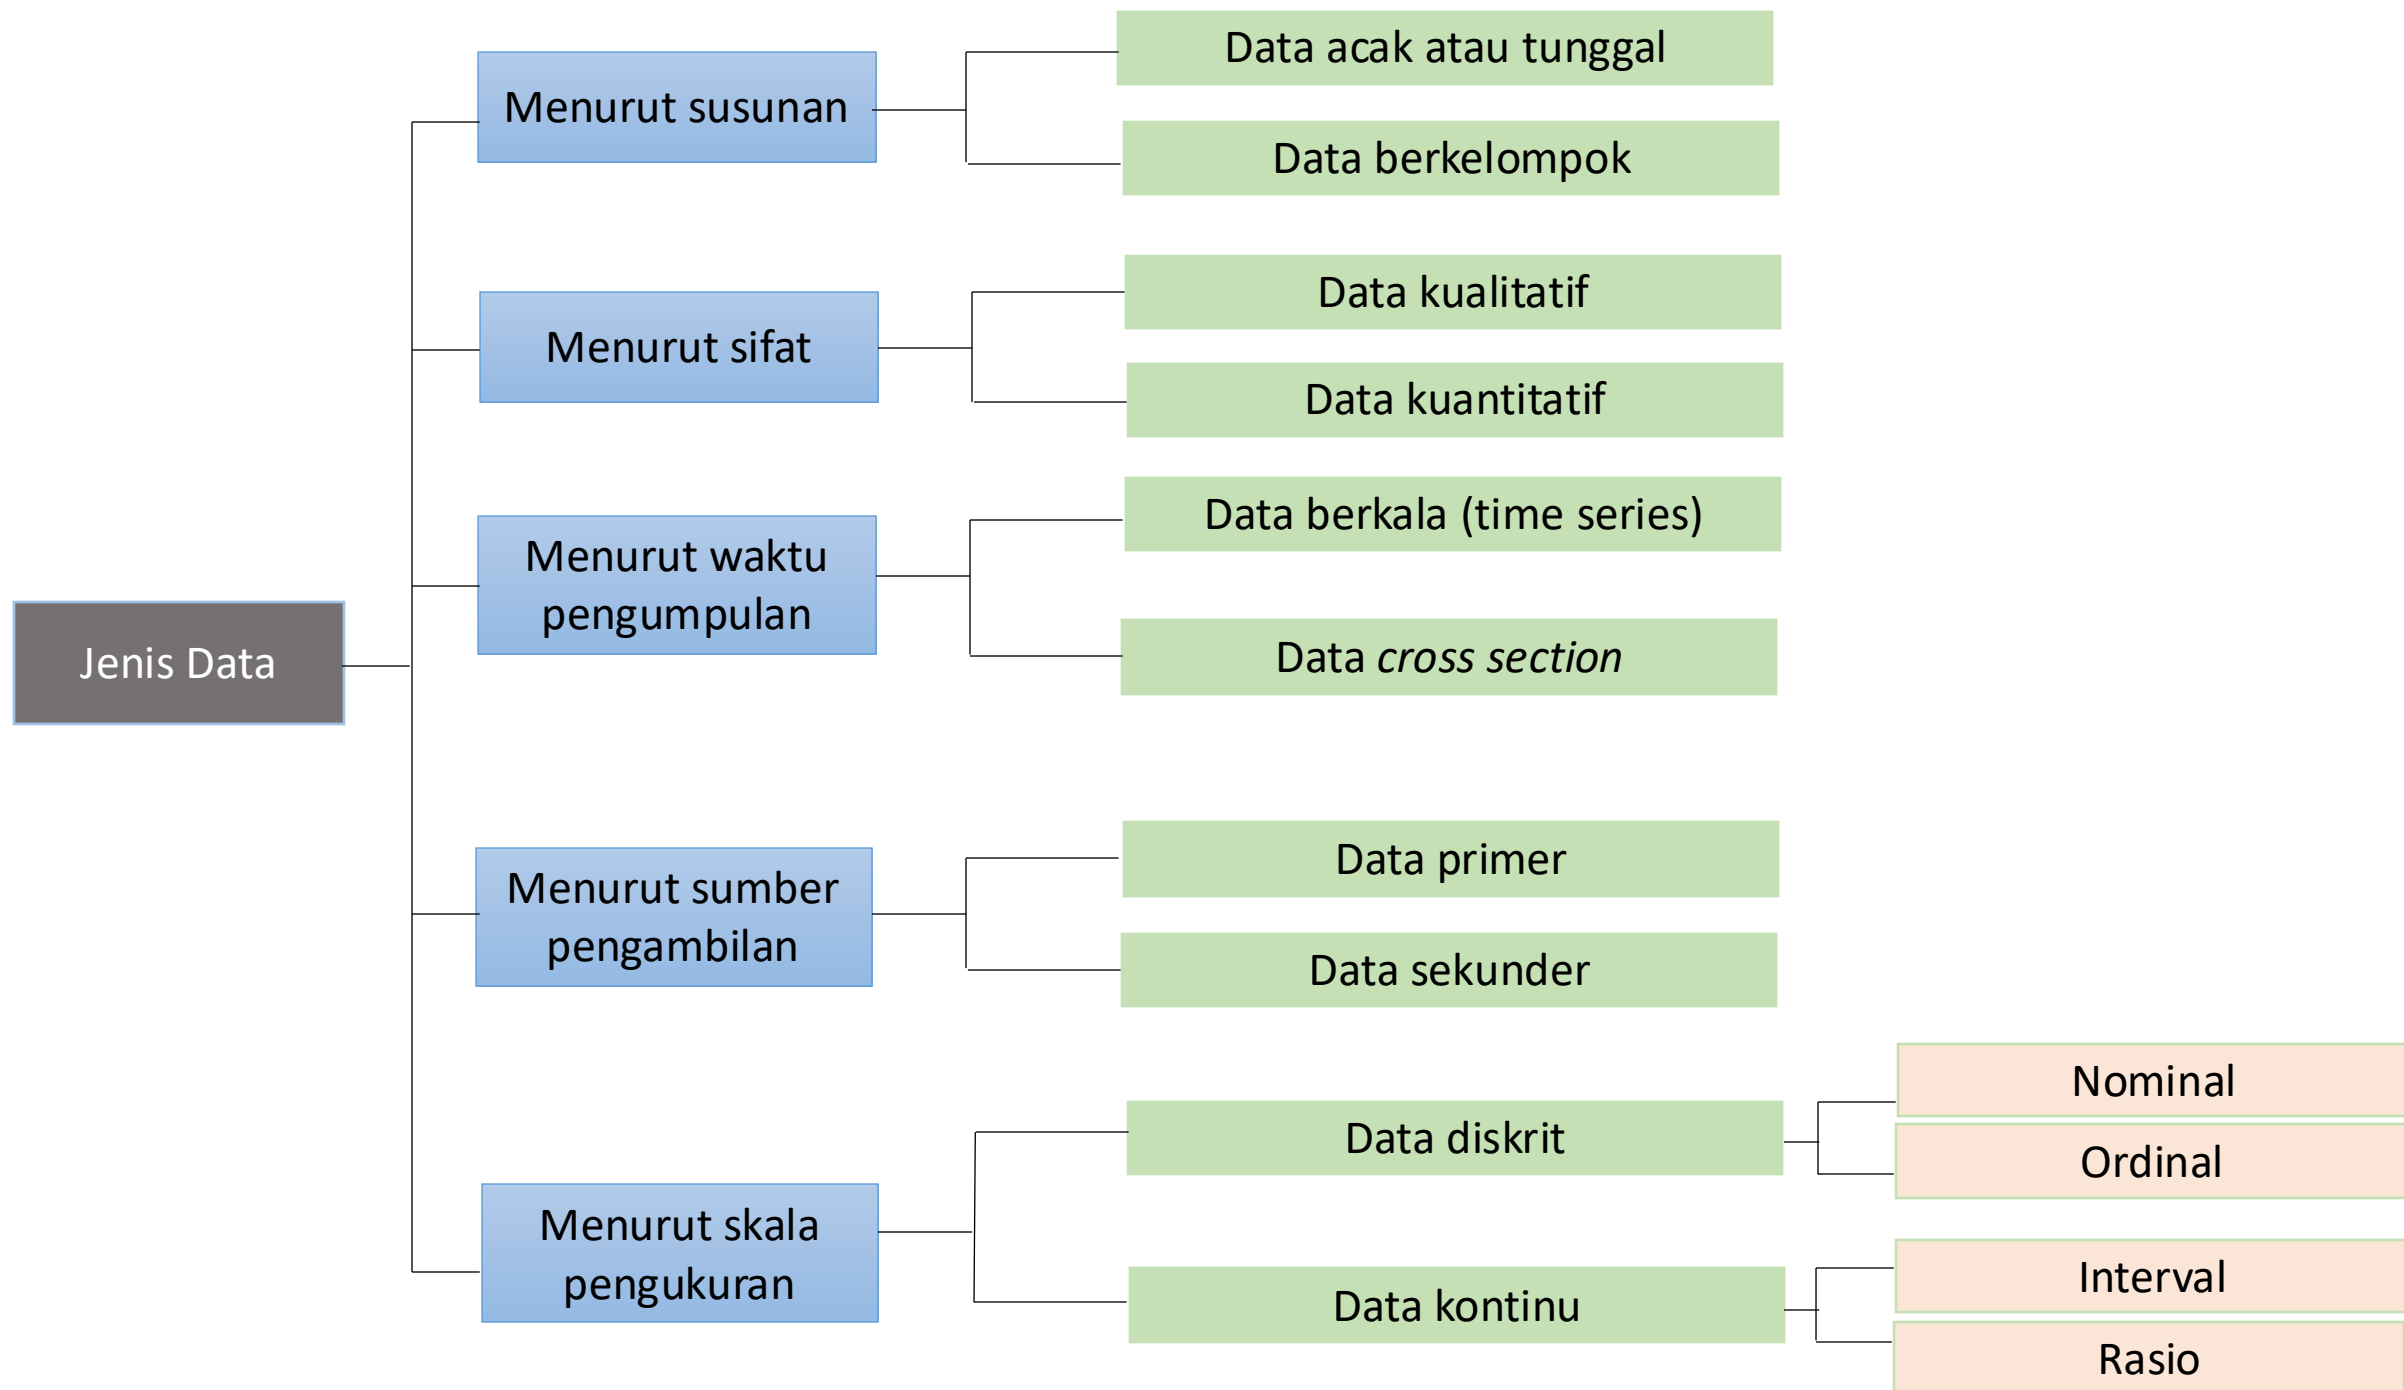 Jenis Data
Menurut susunan
Data acak atau tunggal
Data berkelompok
Menurut sifat
Data kualitatif
Data kuantitatif
Menurut waktu
pengumpulan
Data berkala (time series)
Data cross section
Menurut sumber
pengambilan
Data primer
Data sekunder
Menurut skala
pengukuran
Data diskrit
Nominal
Ordinal
Data kontinu
Interval
Rasio